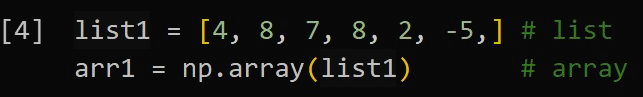 [4] list1 = [4, 8, 7, 8, 2, -5,] # list
arr1 = np.array(list1) # array